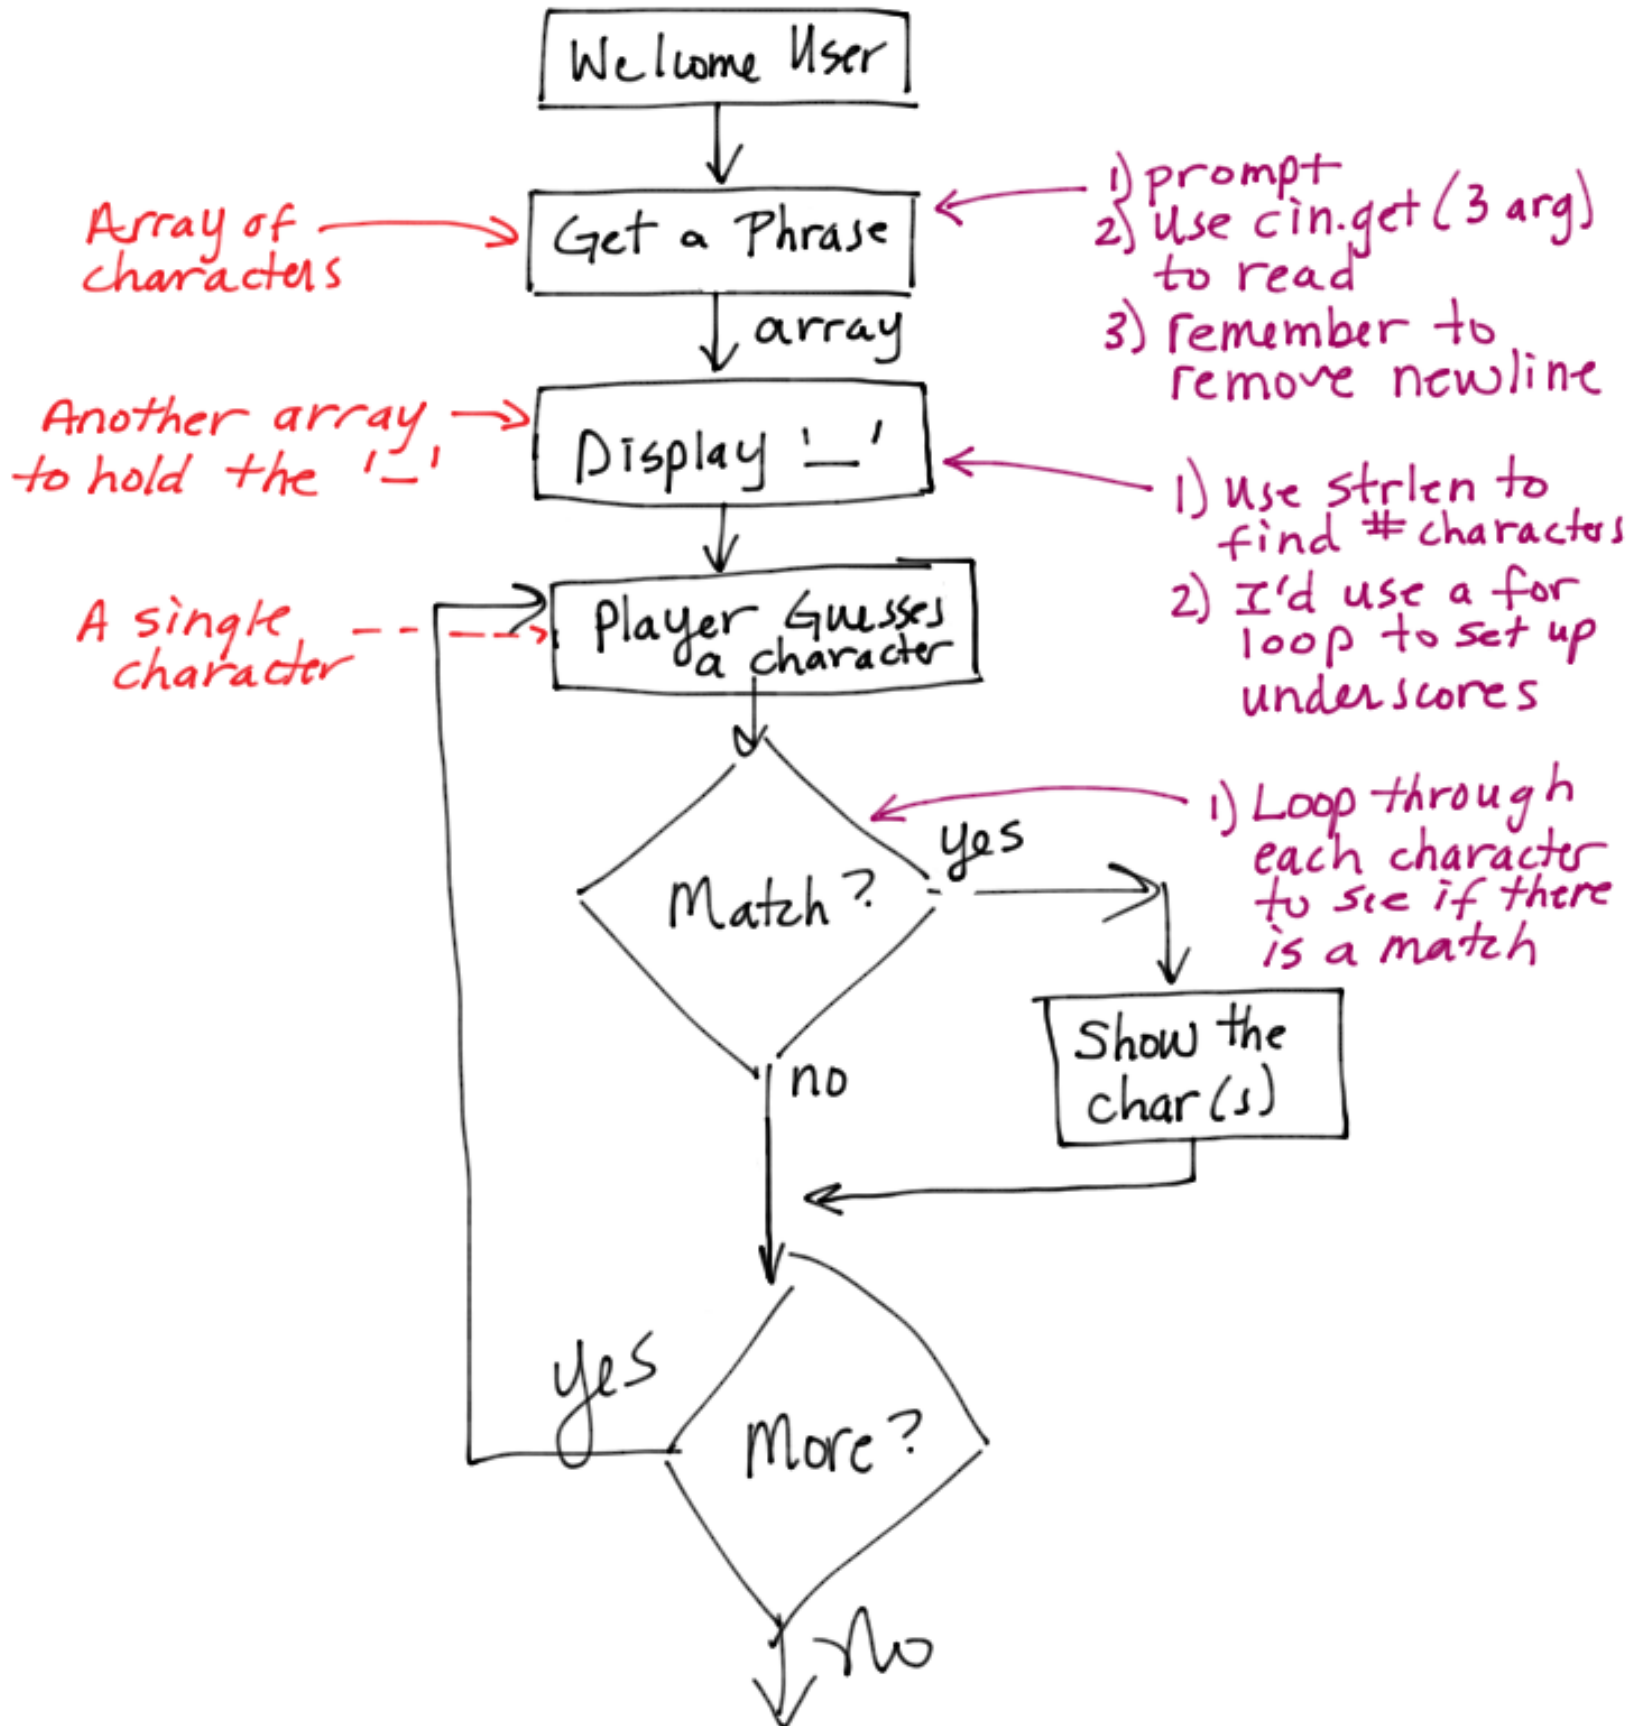 Welcome User
Array of
characters
Get a Phrase
1) prompt
2) Use cin.get (3 arg)
to read
3) remember to
remove newline
array
Another array
to hold the '_'
Display '_'
1) Use strlen to
find # characters
2) I'd use a for
loop to set up
underscores
A single
character
Player Guesses
a character
Match?
yes
1) Loop through
each character
to see if there
is a match
no
Show the
char(s)
yes
More?
No